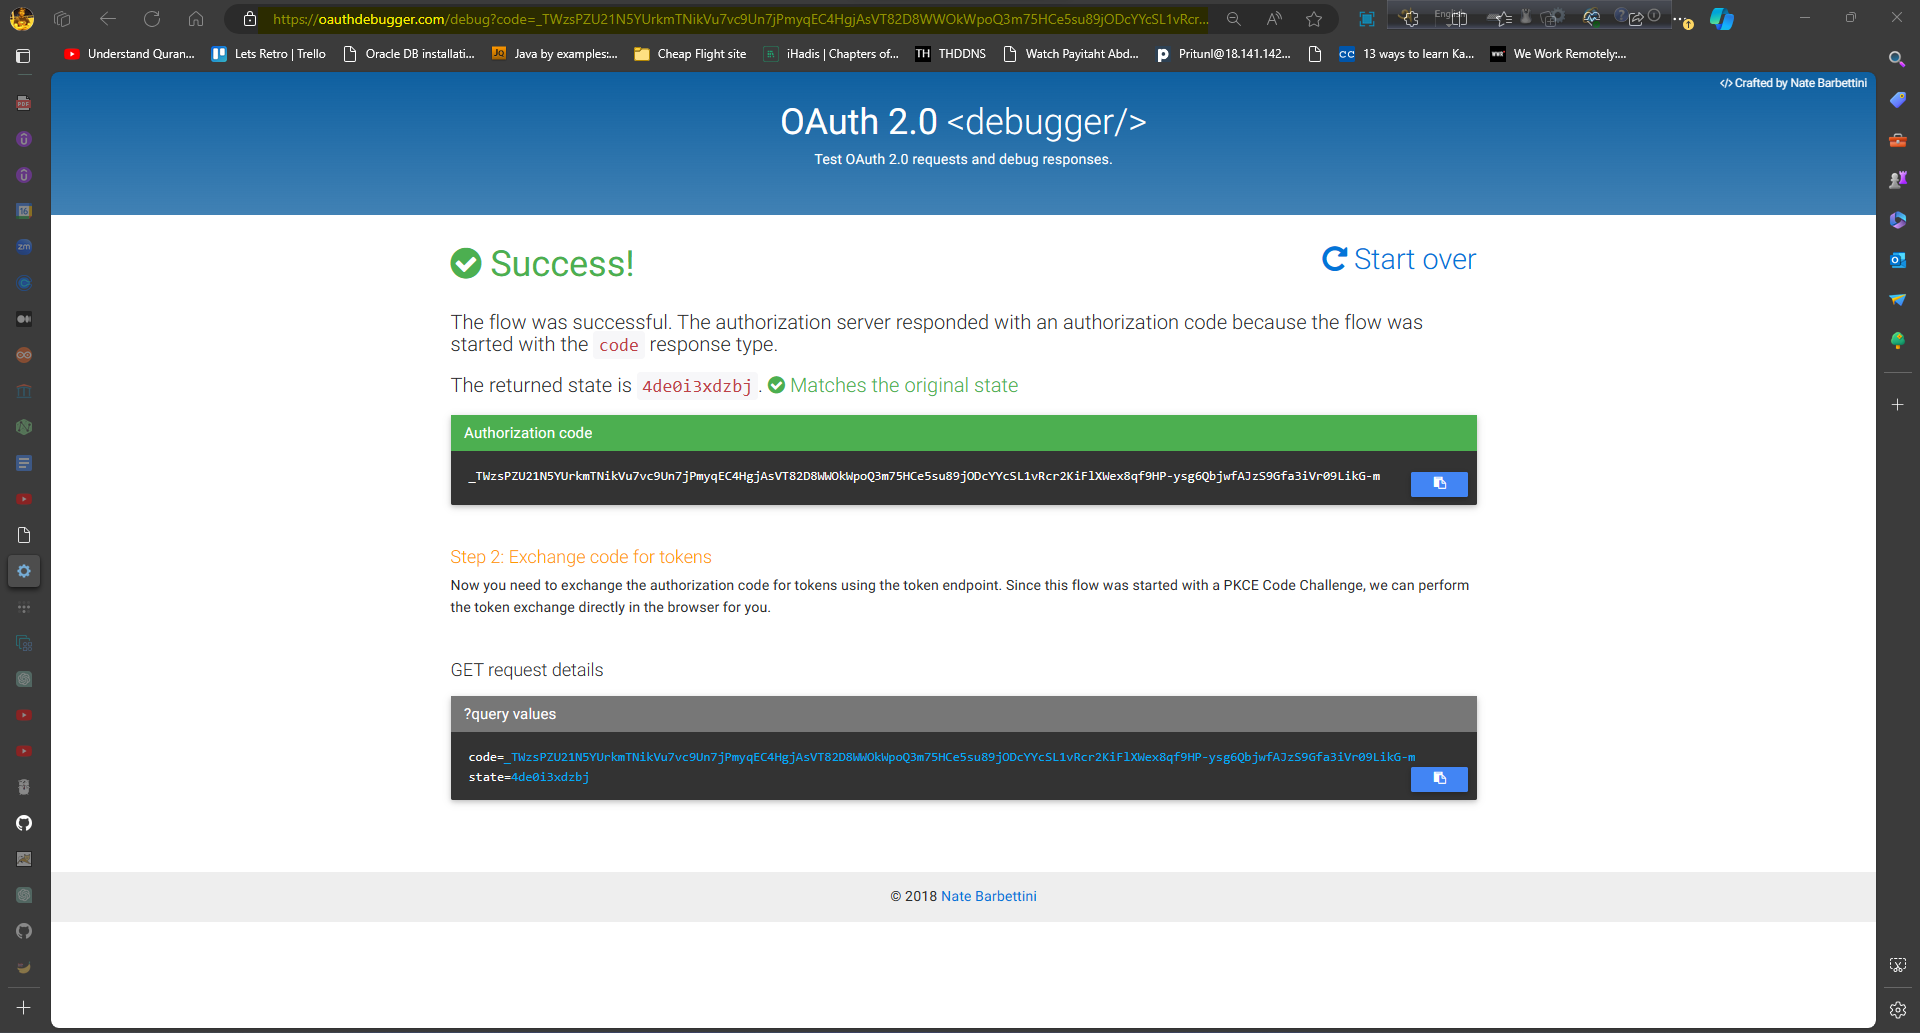 https://oauthdebugger.com/debug?code=_TWzsPZU21N5YUrkmTNikVu7vc9Un7jPmyqEC4HgjAsVT82D8WWOkWpoQ3m75HCe5su89jODcYYcSL1vRcr...
Understand Quran... Lets Retro | Trello Oracle DB installati... Java by examples:... Cheap Flight site iHadis | Chapters of... TH THDDNS Watch Payitaht Abd... Pritunl@18.141.142... CC 13 ways to learn Ka... We Work Remotely:...
</> Crafted by Nate Barbettini
OAuth 2.0 <debugger/>
Test OAuth 2.0 requests and debug responses.
Success!
Start over
The flow was successful. The authorization server responded with an authorization code because the flow was
started with the code response type.
The returned state is 4de0i3xdzbj . Matches the original state
Authorization code
_TWzsPZU21N5YUrkmTNikVu7vc9Un7jPmyqEC4HgjAsVT82D8WWOkWpoQ3m75HCe5su89jODcYYcSL1vRcr2KiFlXWex8qf9HP-ysg6QbjwfAJzS9Gfa3iVr09LikG-m
Step 2: Exchange code for tokens
Now you need to exchange the authorization code for tokens using the token endpoint. Since this flow was started with a PKCE Code Challenge, we can perform
the token exchange directly in the browser for you.
GET request details
?query values
code=_TWzsPZU21N5YUrkmTNikVu7vc9Un7jPmyqEC4HgjAsVT82D8WWOkWpoQ3m75HCe5su89jODcYYcSL1vRcr2KiFlXWex8qf9HP-ysg6QbjwfAJzS9Gfa3iVr09LikG-m
state=4de0i3xdzbj
© 2018 Nate Barbettini